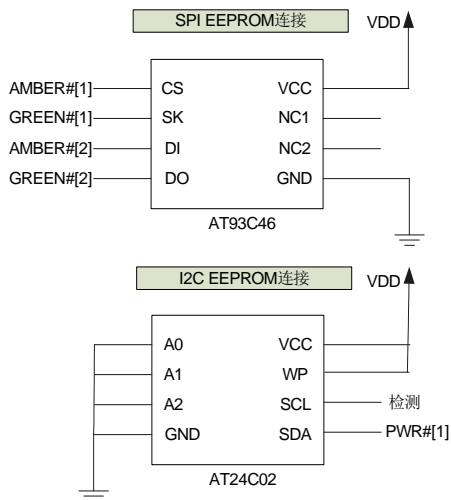 SPI EEPROM连接
VDD
AMBER#[1] CS VCC
GREEN#[1] SK NC1
AMBER#[2] DI NC2
GREEN#[2] DO GND
AT93C46
I2C EEPROM连接
VDD
A0 VCC
A1 WP
A2 SCL 检测
GND SDA PWR#[1]
AT24C02